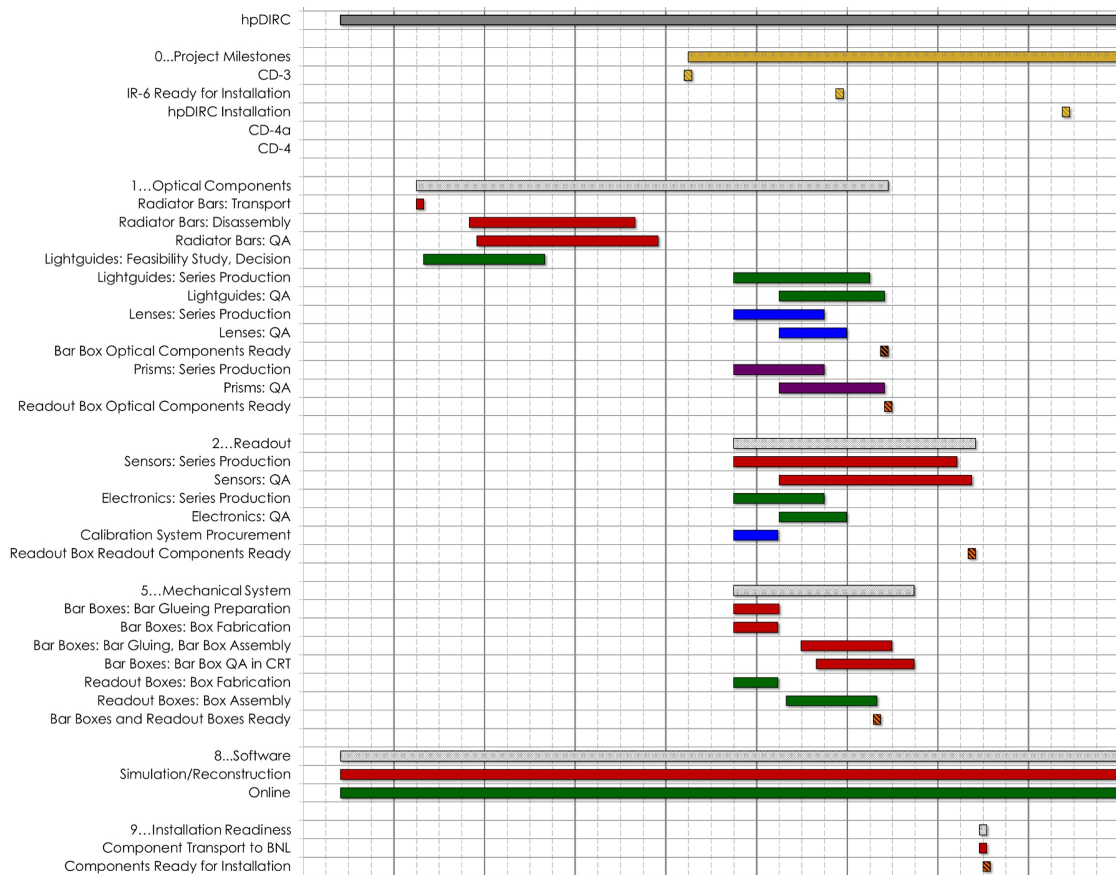 hpDIRC
0...Project Milestones
CD-3
IR-6 Ready for Installation
hpDIRC Installation
CD-4a
CD-4
1...Optical Components
Radiator Bars: Transport
Radiator Bars: Disassembly
Radiator Bars: QA
Lightguides: Feasibility Study, Decision
Lightguides: Series Production
Lightguides: QA
Lenses: Series Production
Lenses: QA
Bar Box Optical Components Ready
Prisms: Series Production
Prisms: QA
Readout Box Optical Components Ready
2...Readout
Sensors: Series Production
Sensors: QA
Electronics: Series Production
Electronics: QA
Calibration System Procurement
Readout Box Readout Components Ready
5...Mechanical System
Bar Boxes: Bar Glueing Preparation
Bar Boxes: Box Fabrication
Bar Boxes: Bar Gluing, Bar Box Assembly
Bar Boxes: Bar Box QA in CRT
Readout Boxes: Box Fabrication
Readout Boxes: Box Assembly
Bar Boxes and Readout Boxes Ready
8...Software
Simulation/Reconstruction
Online
9...Installation Readiness
Component Transport to BNL
Components Ready for Installation